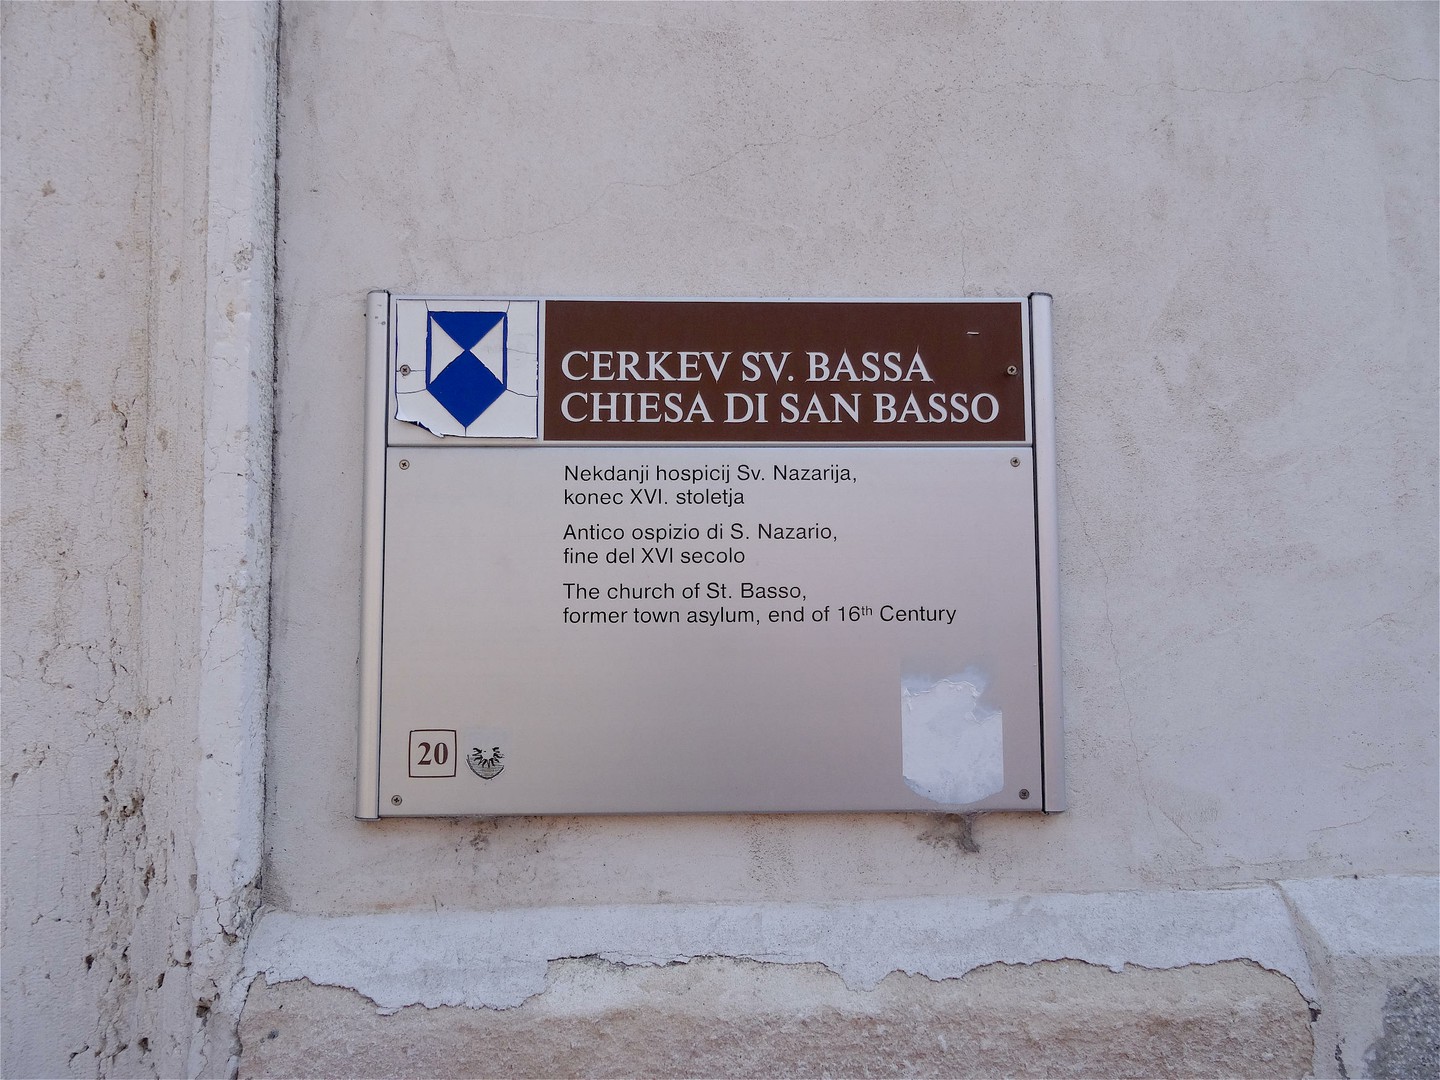 CERKEV SV. BASSA
CHIESA DI SAN BASSO
Nekdanji hospicij Sv. Nazarija,
konec XVI. stoletja
Antico ospizio di S. Nazario,
fine del XVI secolo
The church of St. Basso,
former town asylum, end of 16th Century
20